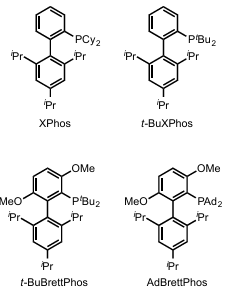 PCy₂
PᵗBu₂
ⁱPr
ⁱPr
ⁱPr
ⁱPr
ⁱPr
ⁱPr
XPhos
t-BuXPhos
OMe
OMe
MeO
PᵗBu₂
MeO
PAd₂
ⁱPr
ⁱPr
ⁱPr
ⁱPr
ⁱPr
ⁱPr
t-BuBrettPhos
AdBrettPhos